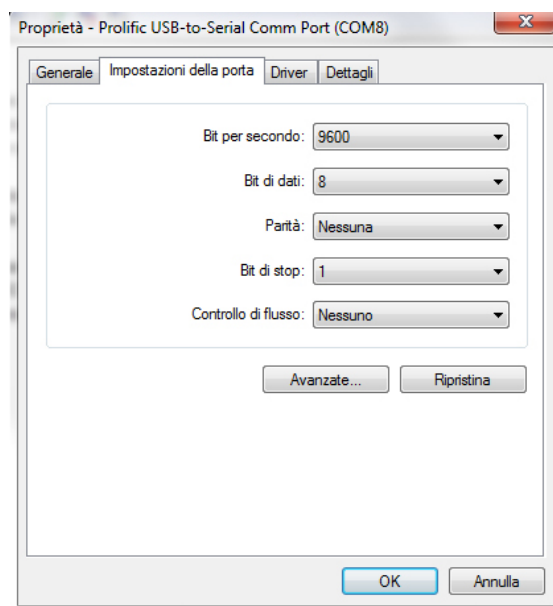 Proprietà - Prolific USB-to-Serial Comm Port (COM8)
Generale Impostazioni della porta Driver Dettagli
Bit per secondo: 9600
Bit di dati: 8
Parità: Nessuna
Bit di stop: 1
Controllo di flusso: Nessuno
Avanzate... Ripristina
OK Annulla